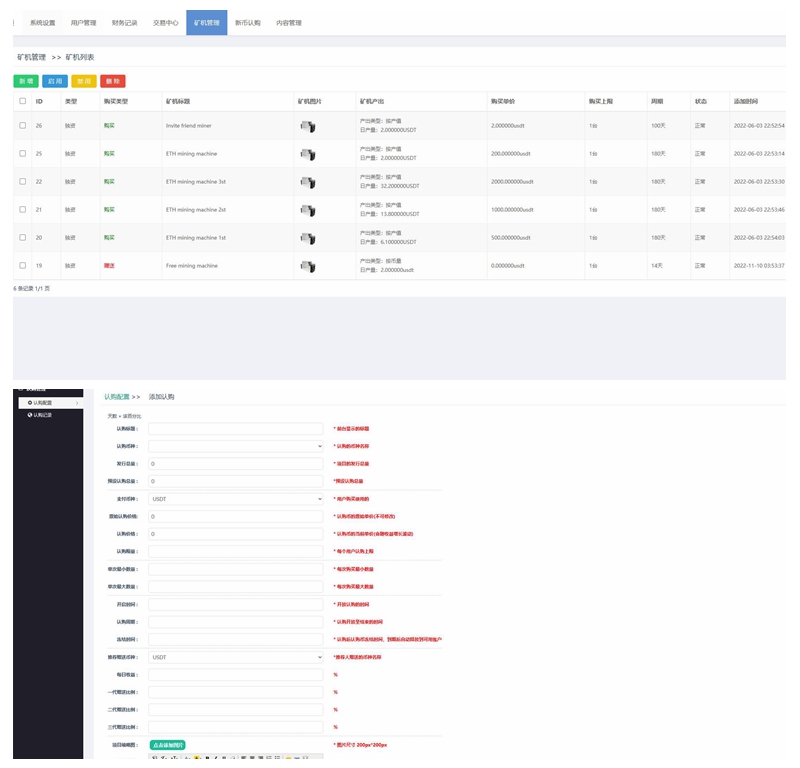 系统设置 用户管理 财务记录 交易中心 矿机管理 新币认购 内容管理
矿机管理 >> 矿机列表
新 增 启 用 禁 用 删 除
ID 类型 购买类型 矿机标题 矿机图片 矿机产出 购买单价 购买上限 周期 状态 添加时间
26 独资 购买 Invite friend miner 产出类型：按产值 2.000000usdt 1台 100天 正常 2022-06-03 22:52:54
日产量：2.000000USDT
25 独资 购买 ETH mining machine 产出类型：按产值 200.000000usdt 1台 180天 正常 2022-06-03 22:53:14
日产量：2.000000USDT
22 独资 购买 ETH mining machine 3st 产出类型：按产值 2000.000000usdt 1台 180天 正常 2022-06-03 22:53:30
日产量：32.200000USDT
21 独资 购买 ETH mining machine 2st 产出类型：按产值 1000.000000usdt 1台 180天 正常 2022-06-03 22:53:46
日产量：13.800000USDT
20 独资 购买 ETH mining machine 1st 产出类型：按产值 500.000000usdt 1台 180天 正常 2022-06-03 22:54:03
日产量：6.100000USDT
19 独资 赠送 Free mining machine 产出类型：按币量 0.000000usdt 1台 14天 正常 2022-11-10 03:53:37
日产量：2.000000usdt
6 条记录 1/1 页
认购配置 >> 添加认购
认购配置
认购记录
天数 + 该百分比
认购标题： * 前台显示的标题
认购币种： * 认购的币种名称
发行总量： 0 * 项目的发行总量
预设认购总量： 0 *预设认购总量
支付币种： USDT * 用户购买使用的
原始认购价格: 0 * 认购币的原始单价(不可修改)
认购价格： 0 * 认购币的当前单价(会随收益增长波动)
认购限量： * 每个用户认购上限
单次最小数量： * 每次购买最小数量
单次最大数量： * 每次购买最大数量
开启时间： * 开放认购的时间
认购周期： * 认购开放至结束的时间
冻结时间： * 认购后认购币冻结时间，到期后自动释放到可用账户
推荐赠送币种： USDT *推荐人赠送的币种名称
每日收益： %
一代赠送比例： %
二代赠送比例： %
三代赠送比例： %
项目缩略图： 点击添加图片 * 图片尺寸 200px*200px